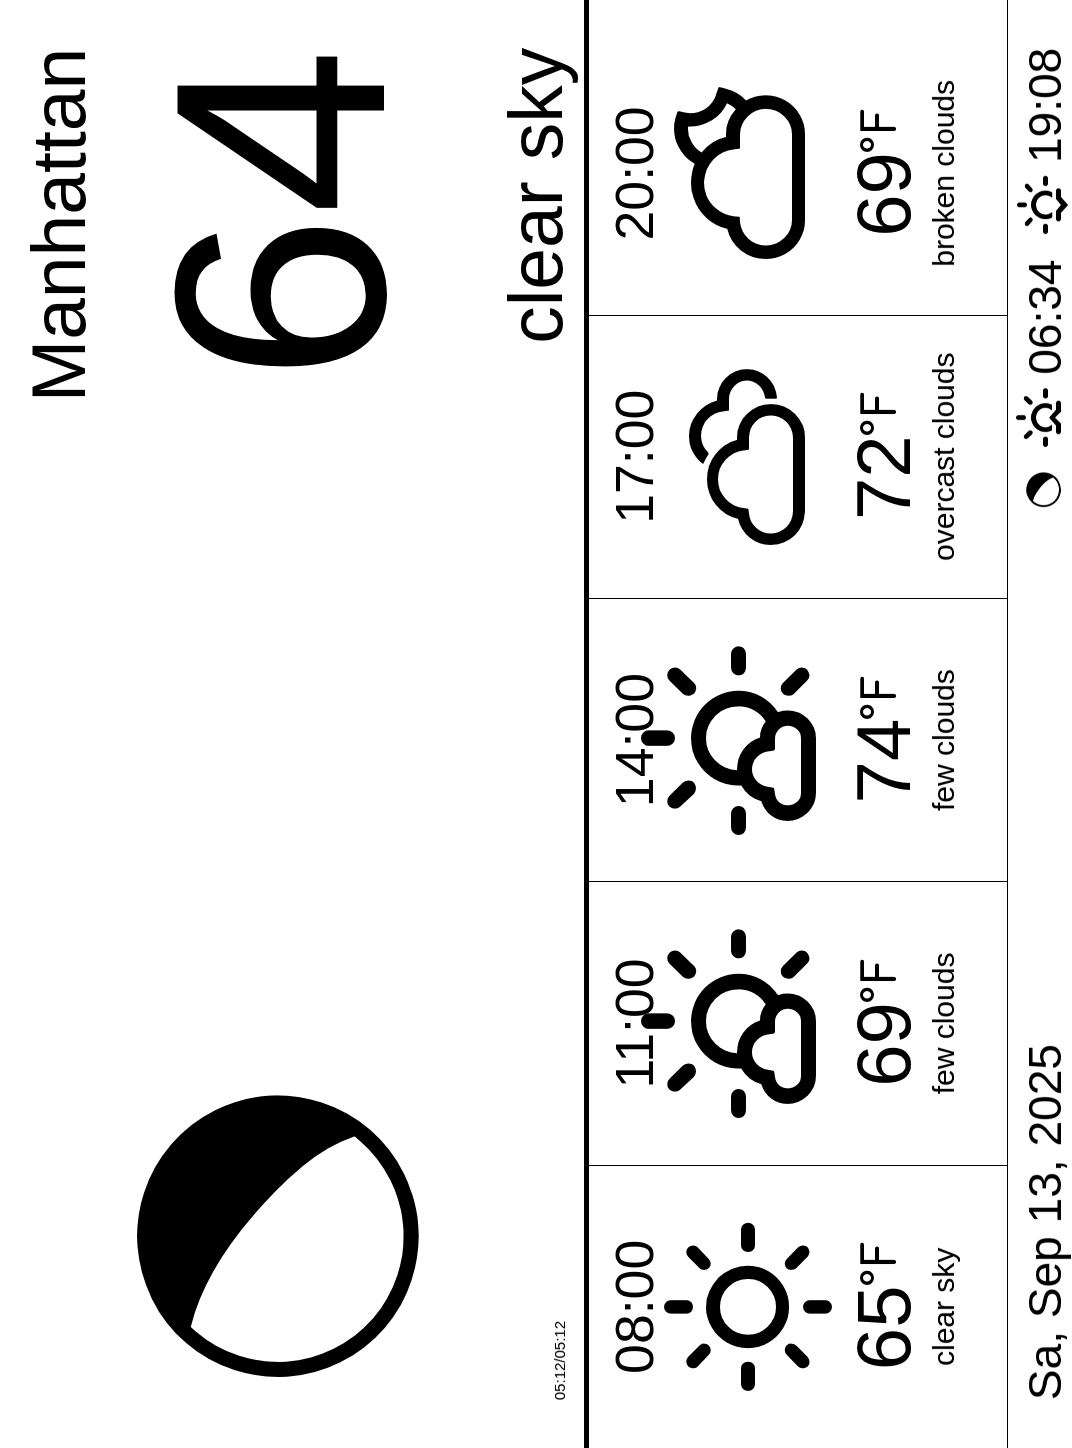 Manhattan
64
clear sky
05:12/05:12
08:00
65°F
clear sky
11:00
69°F
few clouds
14:00
74°F
few clouds
17:00
72°F
overcast clouds
20:00
69°F
broken clouds
Sa, Sep 13, 2025
06:34
19:08